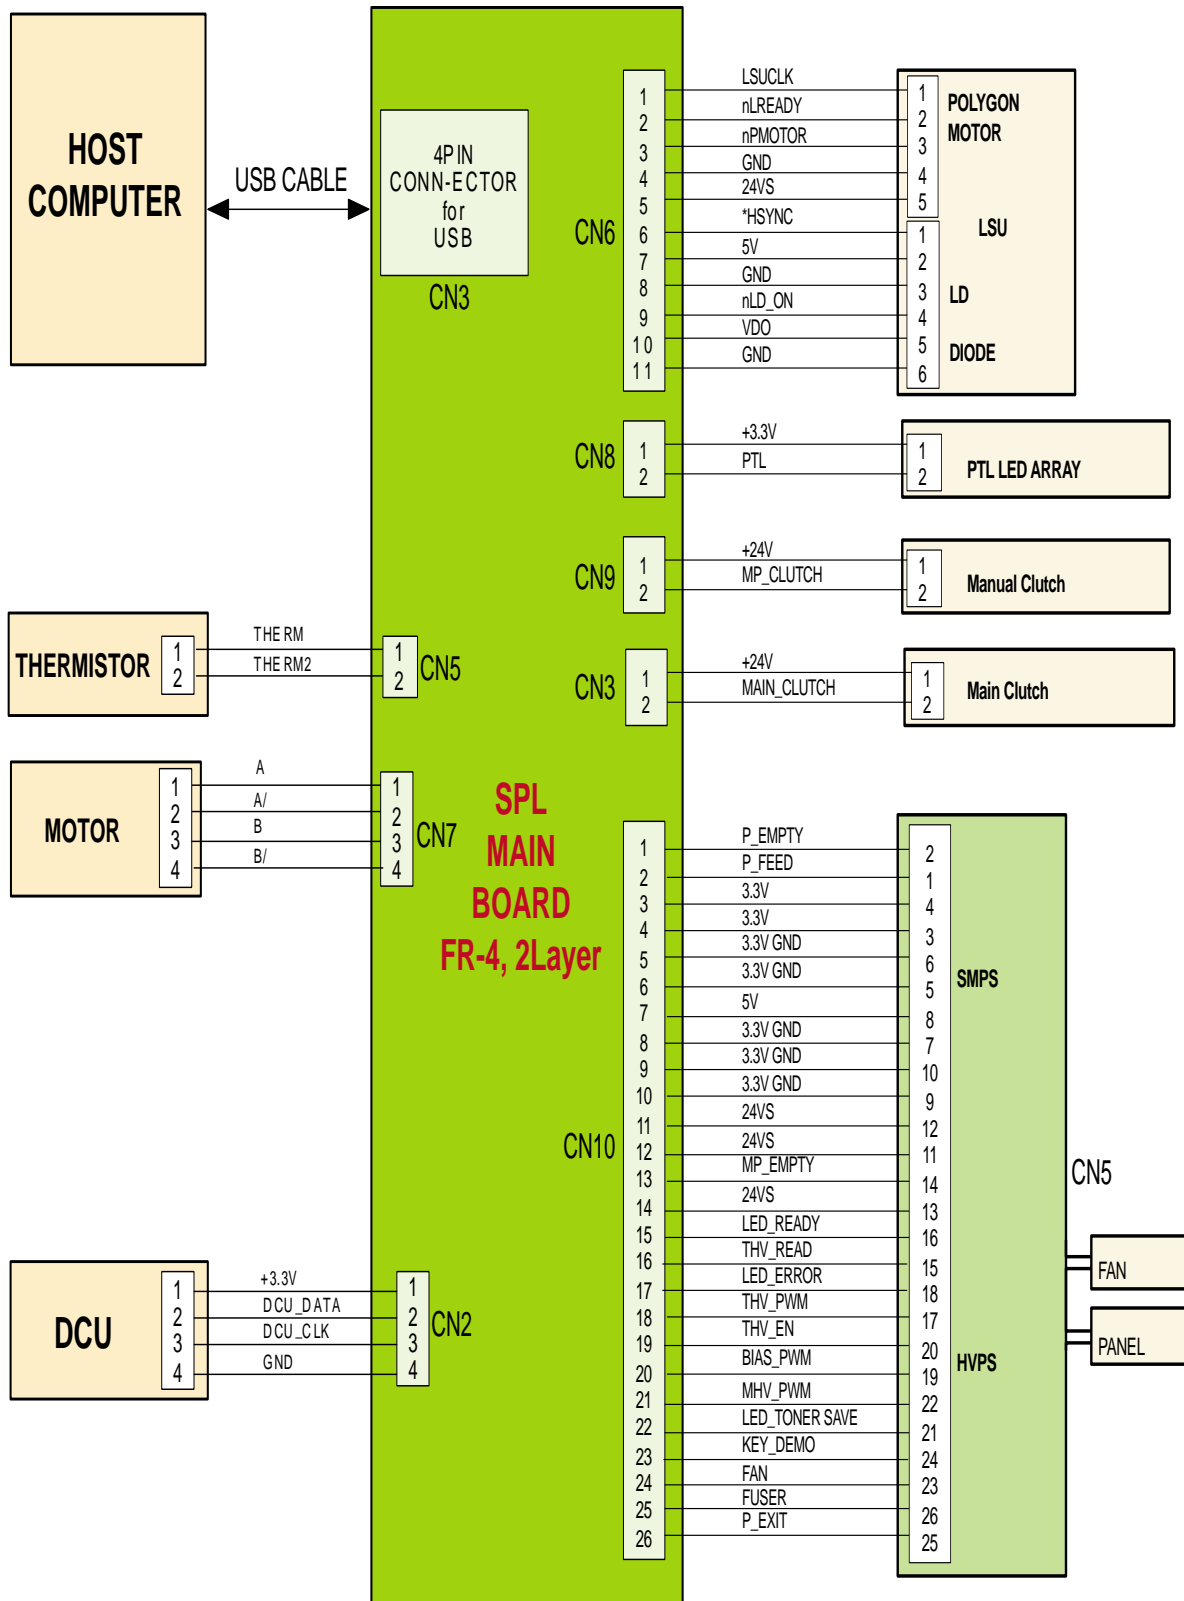 HOST
COMPUTER
USB CABLE
4PIN
CONN-ECTOR
for
USB
CN3
THERMISTOR
1
2
THERM
THERM2
1
2
CN5
MOTOR
1
2
3
4
A
A/
B
B/
1
2
3
4
CN7
DCU
1
2
3
4
+3.3V
DCU_DATA
DCU_CLK
GND
1
2
3
4
CN2
SPL
MAIN
BOARD
FR-4, 2Layer
CN6
1
2
3
4
5
6
7
8
9
10
11
LSUCLK
nLREADY
nPMOTOR
GND
24VS
*HSYNC
5V
GND
nLD_ON
VDO
GND
1
2
3
4
5
1
2
3
4
5
6
POLYGON
MOTOR
LSU
LD
DIODE
CN8
1
2
+3.3V
PTL
1
2
PTL LED ARRAY
CN9
1
2
+24V
MP_CLUTCH
1
2
Manual Clutch
CN3
1
2
+24V
MAIN_CLUTCH
1
2
Main Clutch
CN10
1
2
3
4
5
6
7
8
9
10
11
12
13
14
15
16
17
18
19
20
21
22
23
24
25
26
P_EMPTY
P_FEED
3.3V
3.3V
3.3V GND
3.3V GND
5V
3.3V GND
3.3V GND
3.3V GND
24VS
24VS
MP_EMPTY
24VS
LED_READY
THV_READ
LED_ERROR
THV_PWM
THV_EN
BIAS_PWM
MHV_PWM
LED_TONER SAVE
KEY_DEMO
FAN
FUSER
P_EXIT
2
1
4
3
6
5
8
7
10
9
12
11
14
13
16
15
18
17
20
19
22
21
24
23
26
25
SMPS
HVPS
CN5
FAN
PANEL